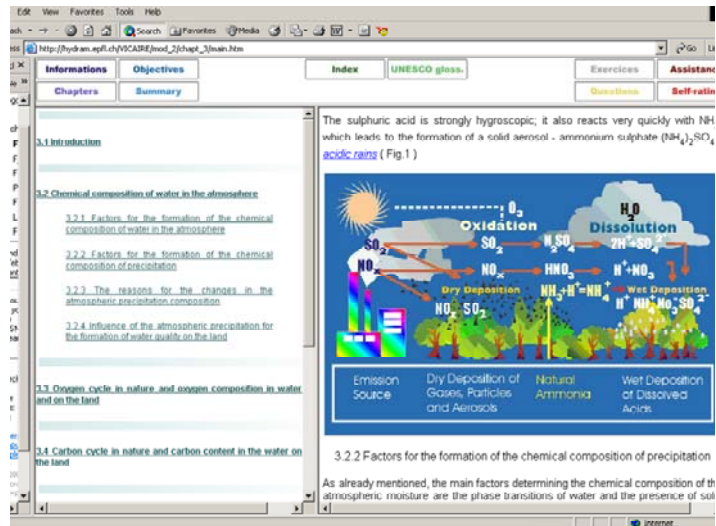 Edit View Favorites Tools Help
Search Favorites Media
http://hydram.epfl.ch/VICAIRE/mod_2/chapt_3/main.htm
Go
Informations Objectives Index UNESCO gloss. Exercices Assistanc
Chapters Summary Questions Self-ratin
3.1 Introduction
3.2 Chemical composition of water in the atmosphere
3.2.1 Factors for the formation of the chemical
composition of water in the atmosphere
3.2.2 Factors for the formation of the chemical
composition of precipitation
3.2.3 The reasons for the changes in the
atmospheric precipitation composition
3.2.4 Influence of the atmospheric precipitation for
the formation of water quality on the land
3.3 Oxygen cycle in nature and oxygen composition in water
and on the land
3.4 Carbon cycle in nature and carbon content in the water on
the land
The sulphuric acid is strongly hygroscopic; it also reacts very quickly with NH
which leads to the formation of a solid aerosol - ammonium sulphate (NH4)2SO4
acidic rains ( Fig.1 )
O3
Oxidation
H2O
Dissolution
SO2 SO2 2H++SO4 2-
NOx NOx HNO3 H++NO3-
Dry Deposition NH3+H+=NH4+ Wet Deposition
NOx SO2
Emission
Source
Dry Deposition of
Gases, Particles
and Aerosols
Natural
Ammonia
Wet Deposition
of Dissolved
Acids
3.2.2 Factors for the formation of the chemical composition of precipitation
As already mentioned, the main factors determining the chemical composition of th
atmospheric moisture are the phase transitions of water and the presence of soli
Internet